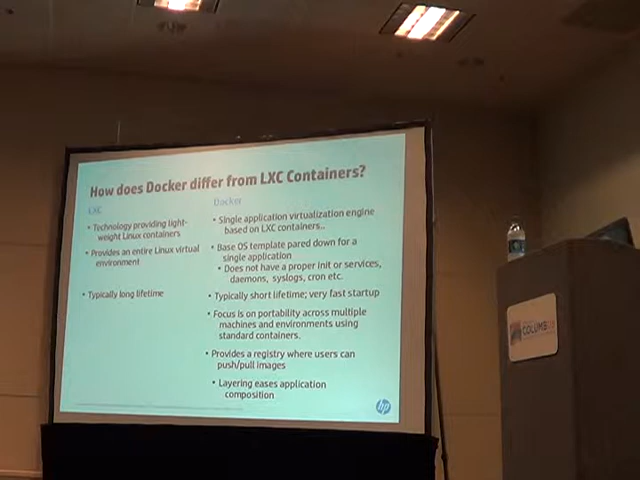 How does Docker differ from LXC Containers?
LXC
• Technology providing light-
weight Linux containers
• Provides an entire Linux virtual
environment
• Typically long lifetime
Docker
• Single application virtualization engine
based on LXC containers..
• Base OS template pared down for a
single application
• Does not have a proper init or services,
daemons, syslogs, cron etc.
• Typically short lifetime; very fast startup
• Focus is on portability across multiple
machines and environments using
standard containers.
• Provides a registry where users can
push/pull images
• Layering eases application
composition
hp